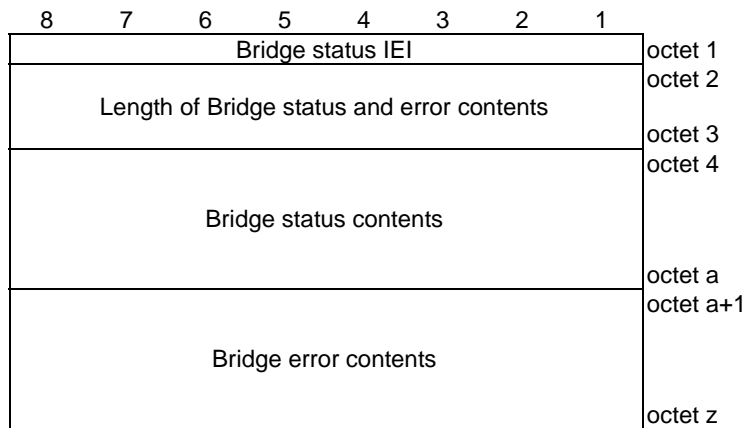 8 7 6 5 4 3 2 1
Bridge status IEI octet 1
octet 2
Length of Bridge status and error contents
octet 3
octet 4
Bridge status contents
octet a
octet a+1
Bridge error contents
octet z